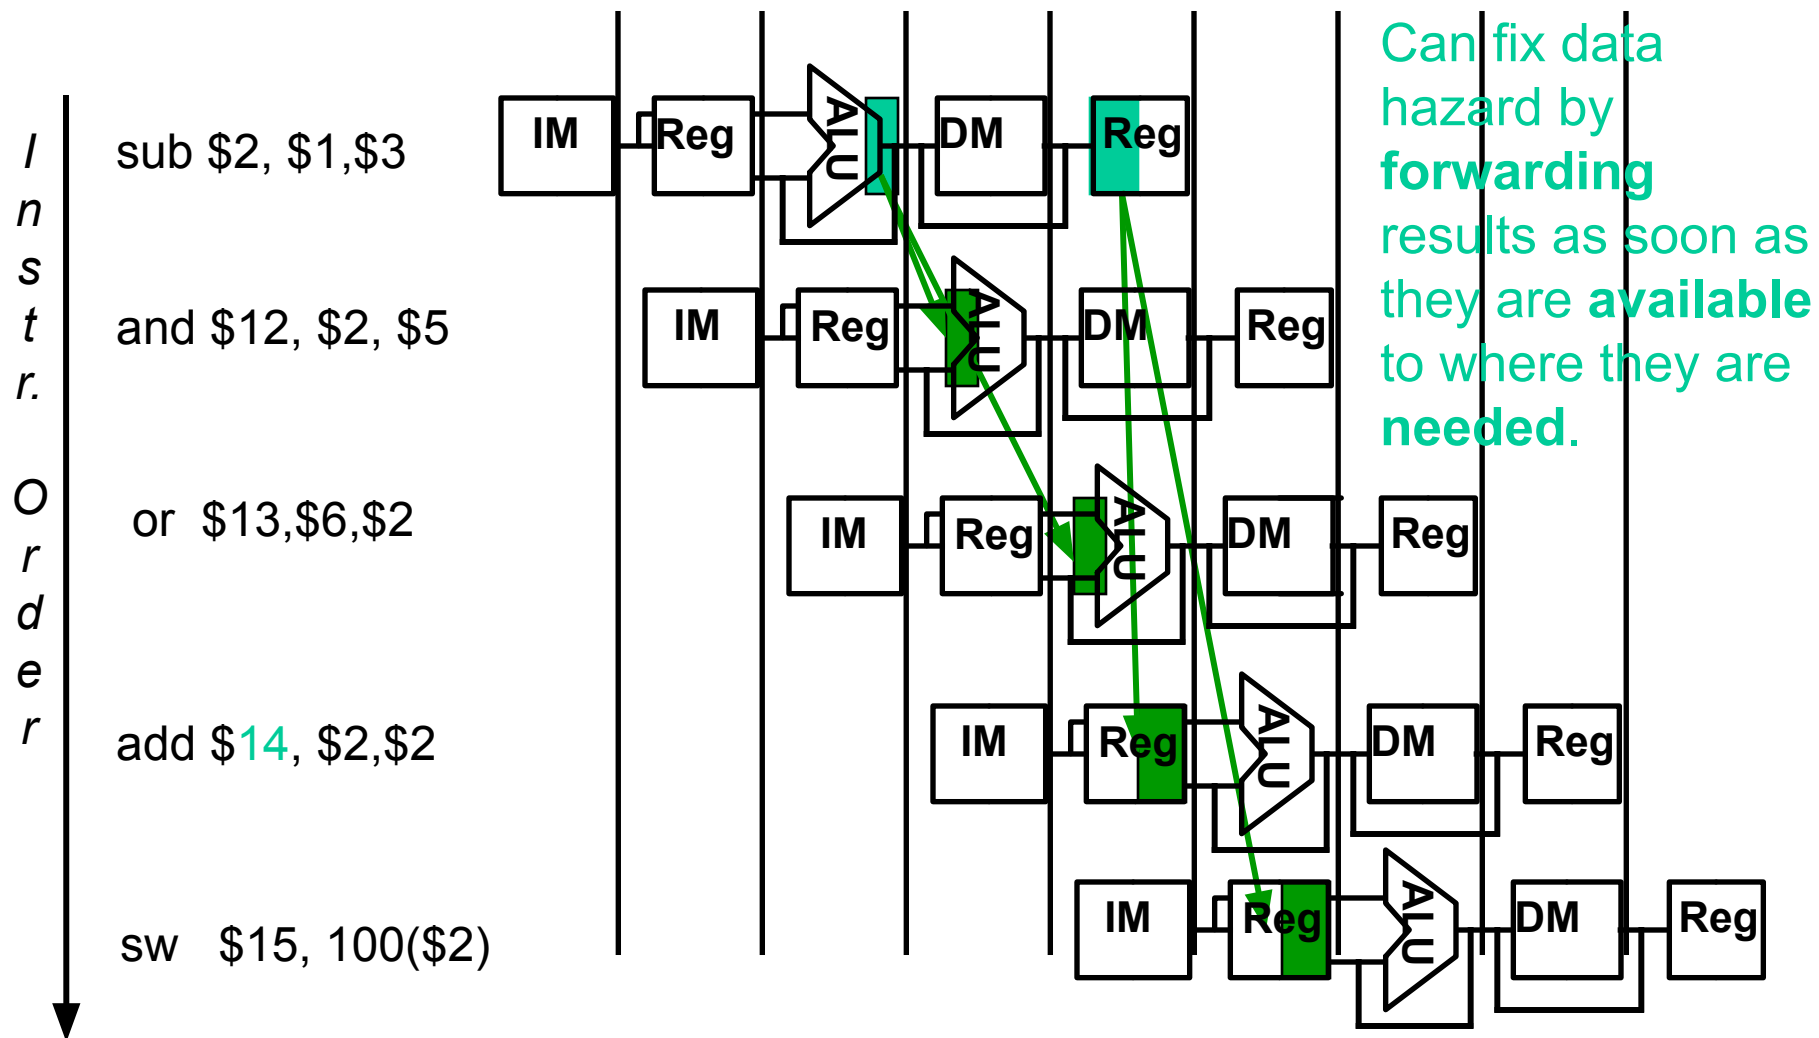 Instr. Order
sub $2, $1,$3
IM Reg ALU DM Reg
and $12, $2, $5
IM Reg ALU DM Reg
or $13,$6,$2
IM Reg ALU DM Reg
add $14, $2,$2
IM Reg ALU DM Reg
sw $15, 100($2)
IM Reg ALU DM Reg
Can fix data
hazard by
forwarding
results as soon as
they are available
to where they are
needed.